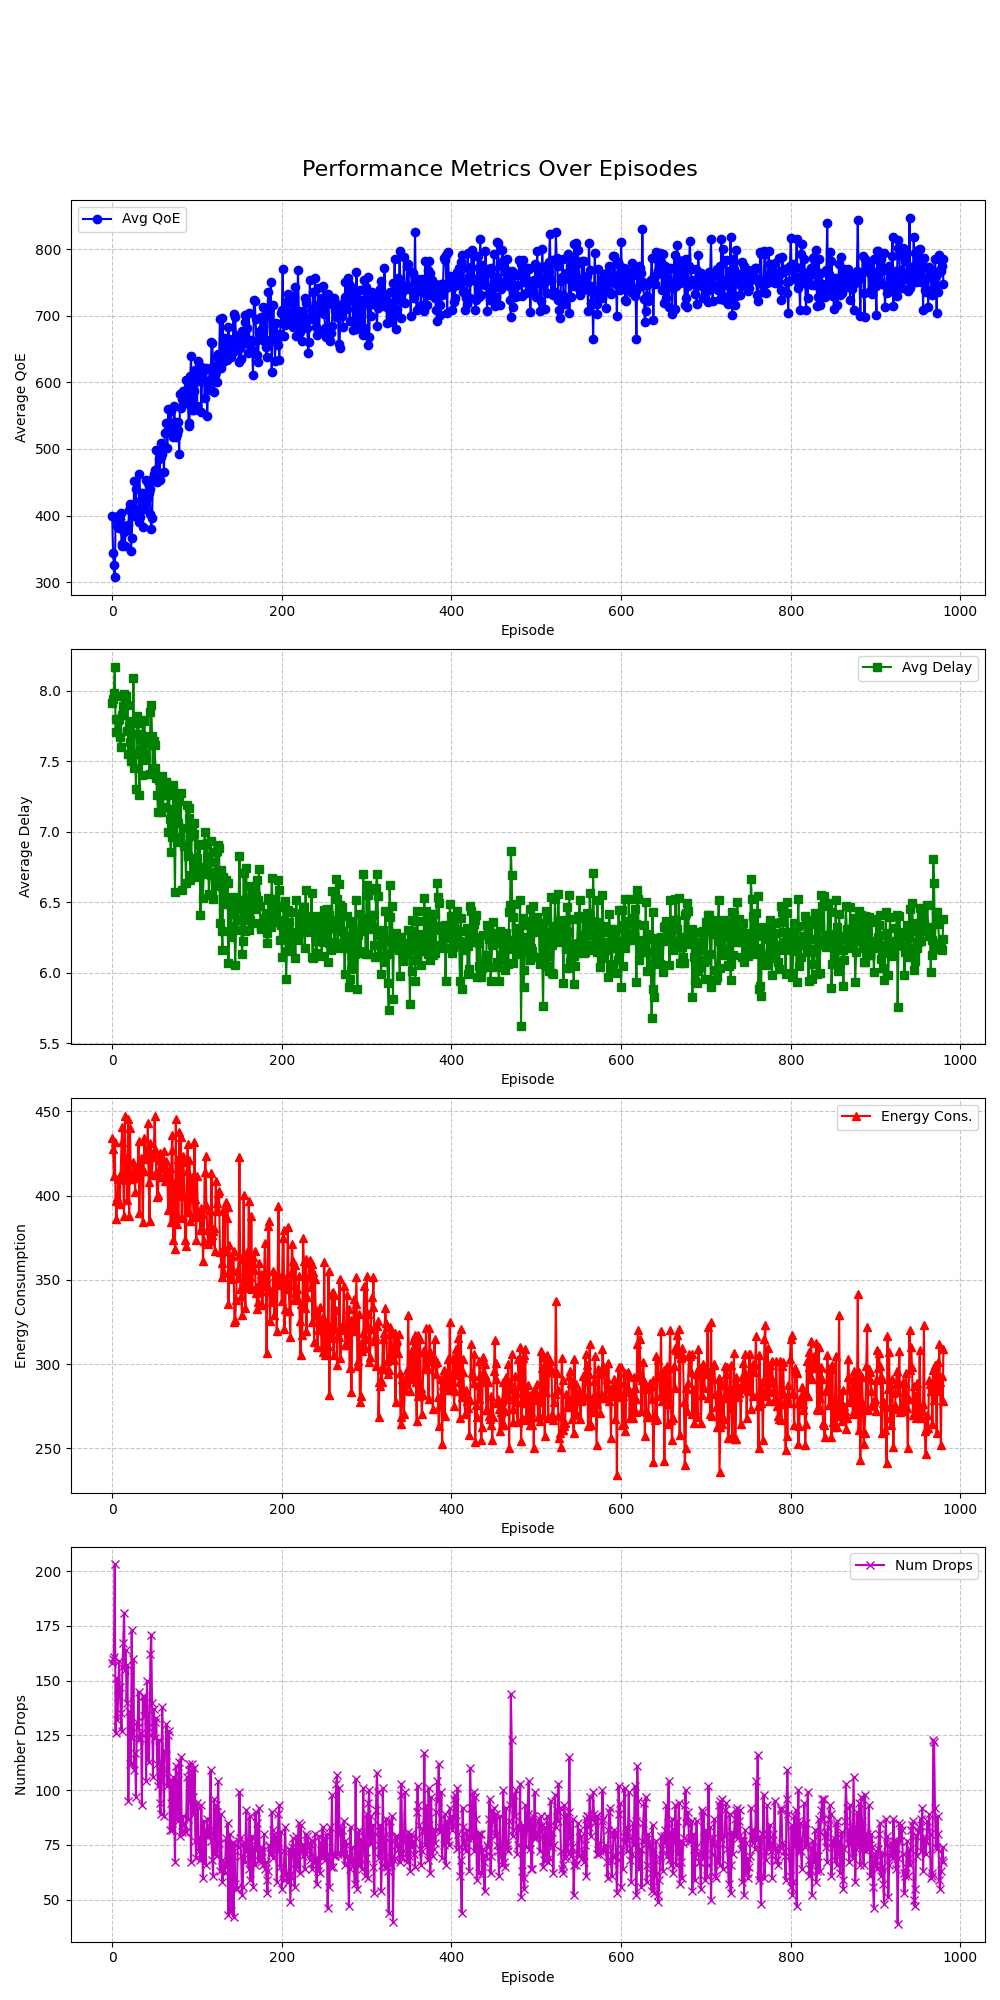 Performance Metrics Over Episodes
Avg QoE
Average QoE
800
700
600
500
400
300
0 200 400 600 800 1000
Episode
Avg Delay
Average Delay
8.0
7.5
7.0
6.5
6.0
5.5
0 200 400 600 800 1000
Episode
Energy Cons.
Energy Consumption
450
400
350
300
250
0 200 400 600 800 1000
Episode
Num Drops
Number Drops
200
175
150
125
100
75
50
0 200 400 600 800 1000
Episode